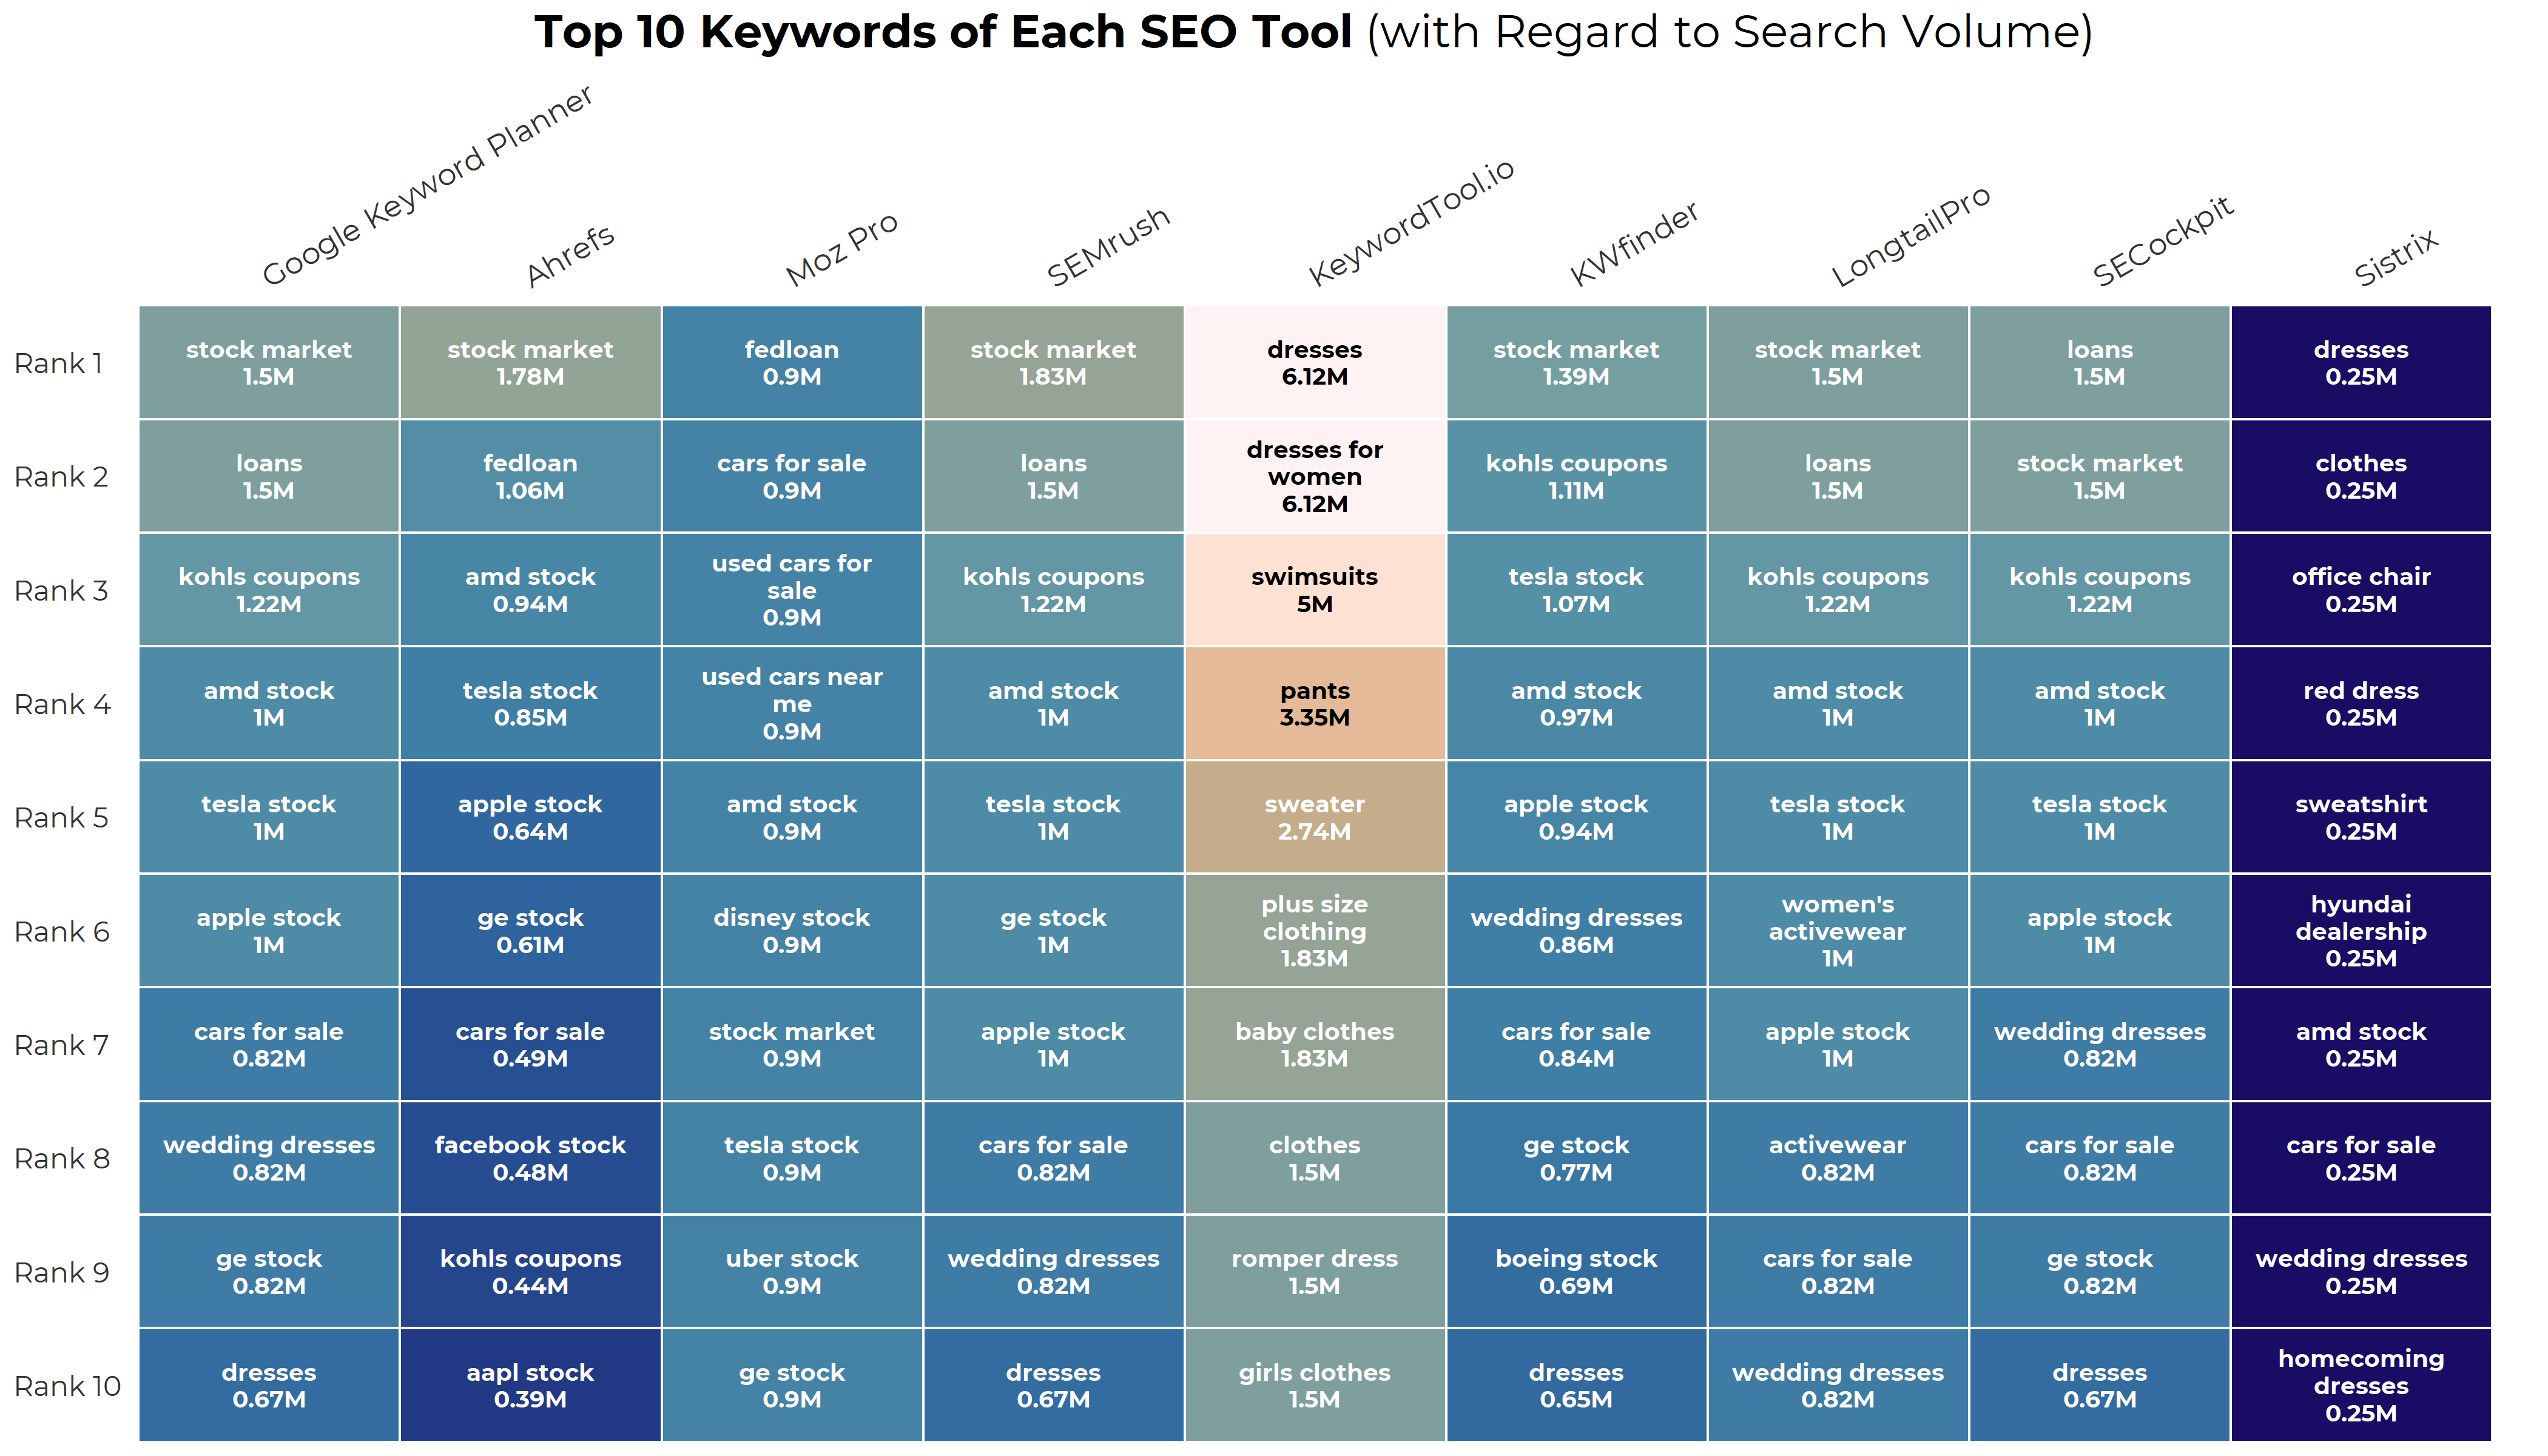 Top 10 Keywords of Each SEO Tool (with Regard to Search Volume)
Google Keyword Planner
Ahrefs
Moz Pro
SEMrush
KeywordTool.io
KWfinder
LongtailPro
SECockpit
Sistrix
Rank 1
stock market
1.5M
stock market
1.78M
fedloan
0.9M
stock market
1.83M
dresses
6.12M
stock market
1.39M
stock market
1.5M
loans
1.5M
dresses
0.25M
Rank 2
loans
1.5M
fedloan
1.06M
cars for sale
0.9M
loans
1.5M
dresses for
women
6.12M
kohls coupons
1.11M
loans
1.5M
stock market
1.5M
clothes
0.25M
Rank 3
kohls coupons
1.22M
amd stock
0.94M
used cars for
sale
0.9M
kohls coupons
1.22M
swimsuits
5M
tesla stock
1.07M
kohls coupons
1.22M
kohls coupons
1.22M
office chair
0.25M
Rank 4
amd stock
1M
tesla stock
0.85M
used cars near
me
0.9M
amd stock
1M
pants
3.35M
amd stock
0.97M
amd stock
1M
amd stock
1M
red dress
0.25M
Rank 5
tesla stock
1M
apple stock
0.64M
amd stock
0.9M
tesla stock
1M
sweater
2.74M
apple stock
0.94M
tesla stock
1M
tesla stock
1M
sweatshirt
0.25M
Rank 6
apple stock
1M
ge stock
0.61M
disney stock
0.9M
ge stock
1M
plus size
clothing
1.83M
wedding dresses
0.86M
women's
activewear
1M
apple stock
1M
hyundai
dealership
0.25M
Rank 7
cars for sale
0.82M
cars for sale
0.49M
stock market
0.9M
apple stock
1M
baby clothes
1.83M
cars for sale
0.84M
apple stock
1M
wedding dresses
0.82M
amd stock
0.25M
Rank 8
wedding dresses
0.82M
facebook stock
0.48M
tesla stock
0.9M
cars for sale
0.82M
clothes
1.5M
ge stock
0.77M
activewear
0.82M
cars for sale
0.82M
cars for sale
0.25M
Rank 9
ge stock
0.82M
kohls coupons
0.44M
uber stock
0.9M
wedding dresses
0.82M
romper dress
1.5M
boeing stock
0.69M
cars for sale
0.82M
ge stock
0.82M
wedding dresses
0.25M
Rank 10
dresses
0.67M
aapl stock
0.39M
ge stock
0.9M
dresses
0.67M
girls clothes
1.5M
dresses
0.65M
wedding dresses
0.82M
dresses
0.67M
homecoming
dresses
0.25M